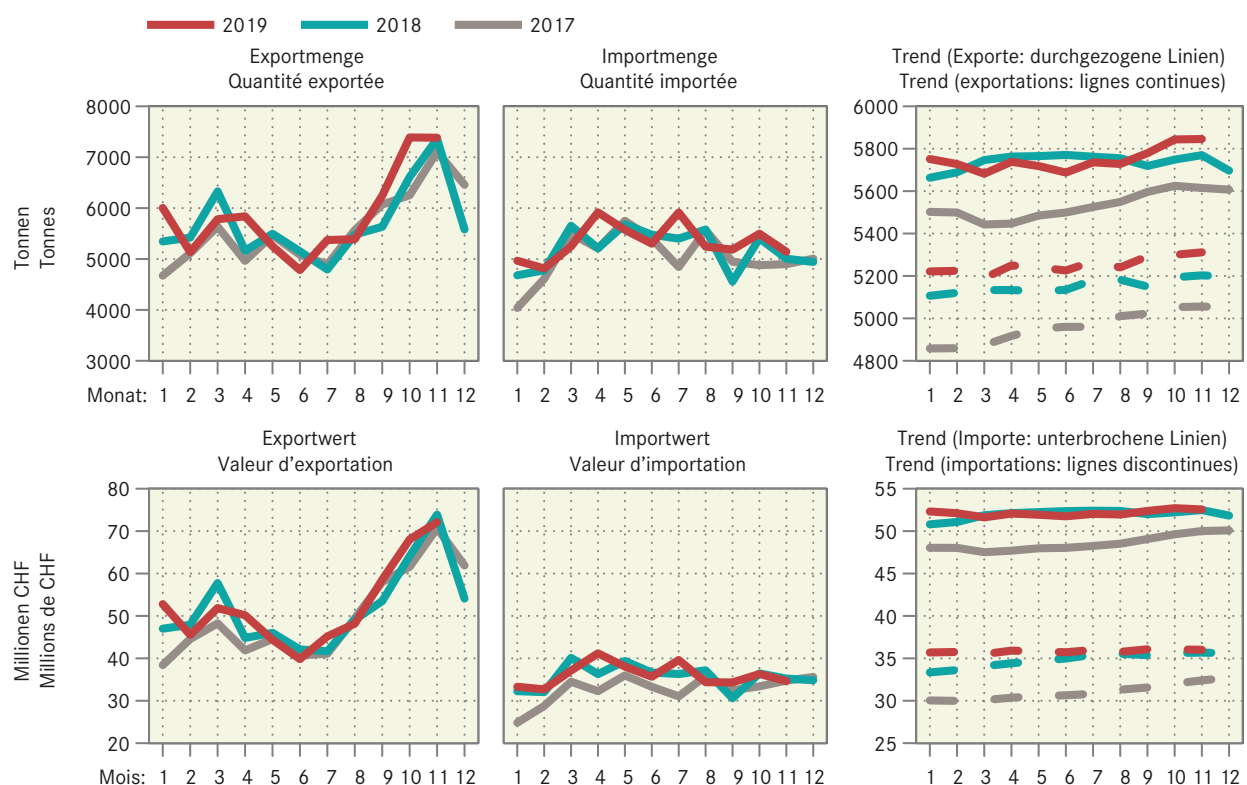 2019 2018 2017
Exportmenge
Quantité exportée
Importmenge
Quantité importée
Trend (Exporte: durchgezogene Linien)
Trend (exportations: lignes continues)
Tonnen
Tonnes
8000
7000
6000
5000
4000
3000
6000
5800
5600
5400
5200
5000
4800
Monat: 1 2 3 4 5 6 7 8 9 10 11 12
1 2 3 4 5 6 7 8 9 10 11 12
1 2 3 4 5 6 7 8 9 10 11 12
Exportwert
Valeur d'exportation
Importwert
Valeur d'importation
Trend (Importe: unterbrochene Linien)
Trend (importations: lignes discontinues)
Millionen CHF
Millions de CHF
80
70
60
50
40
30
20
55
50
45
40
35
30
25
Mois: 1 2 3 4 5 6 7 8 9 10 11 12
1 2 3 4 5 6 7 8 9 10 11 12
1 2 3 4 5 6 7 8 9 10 11 12